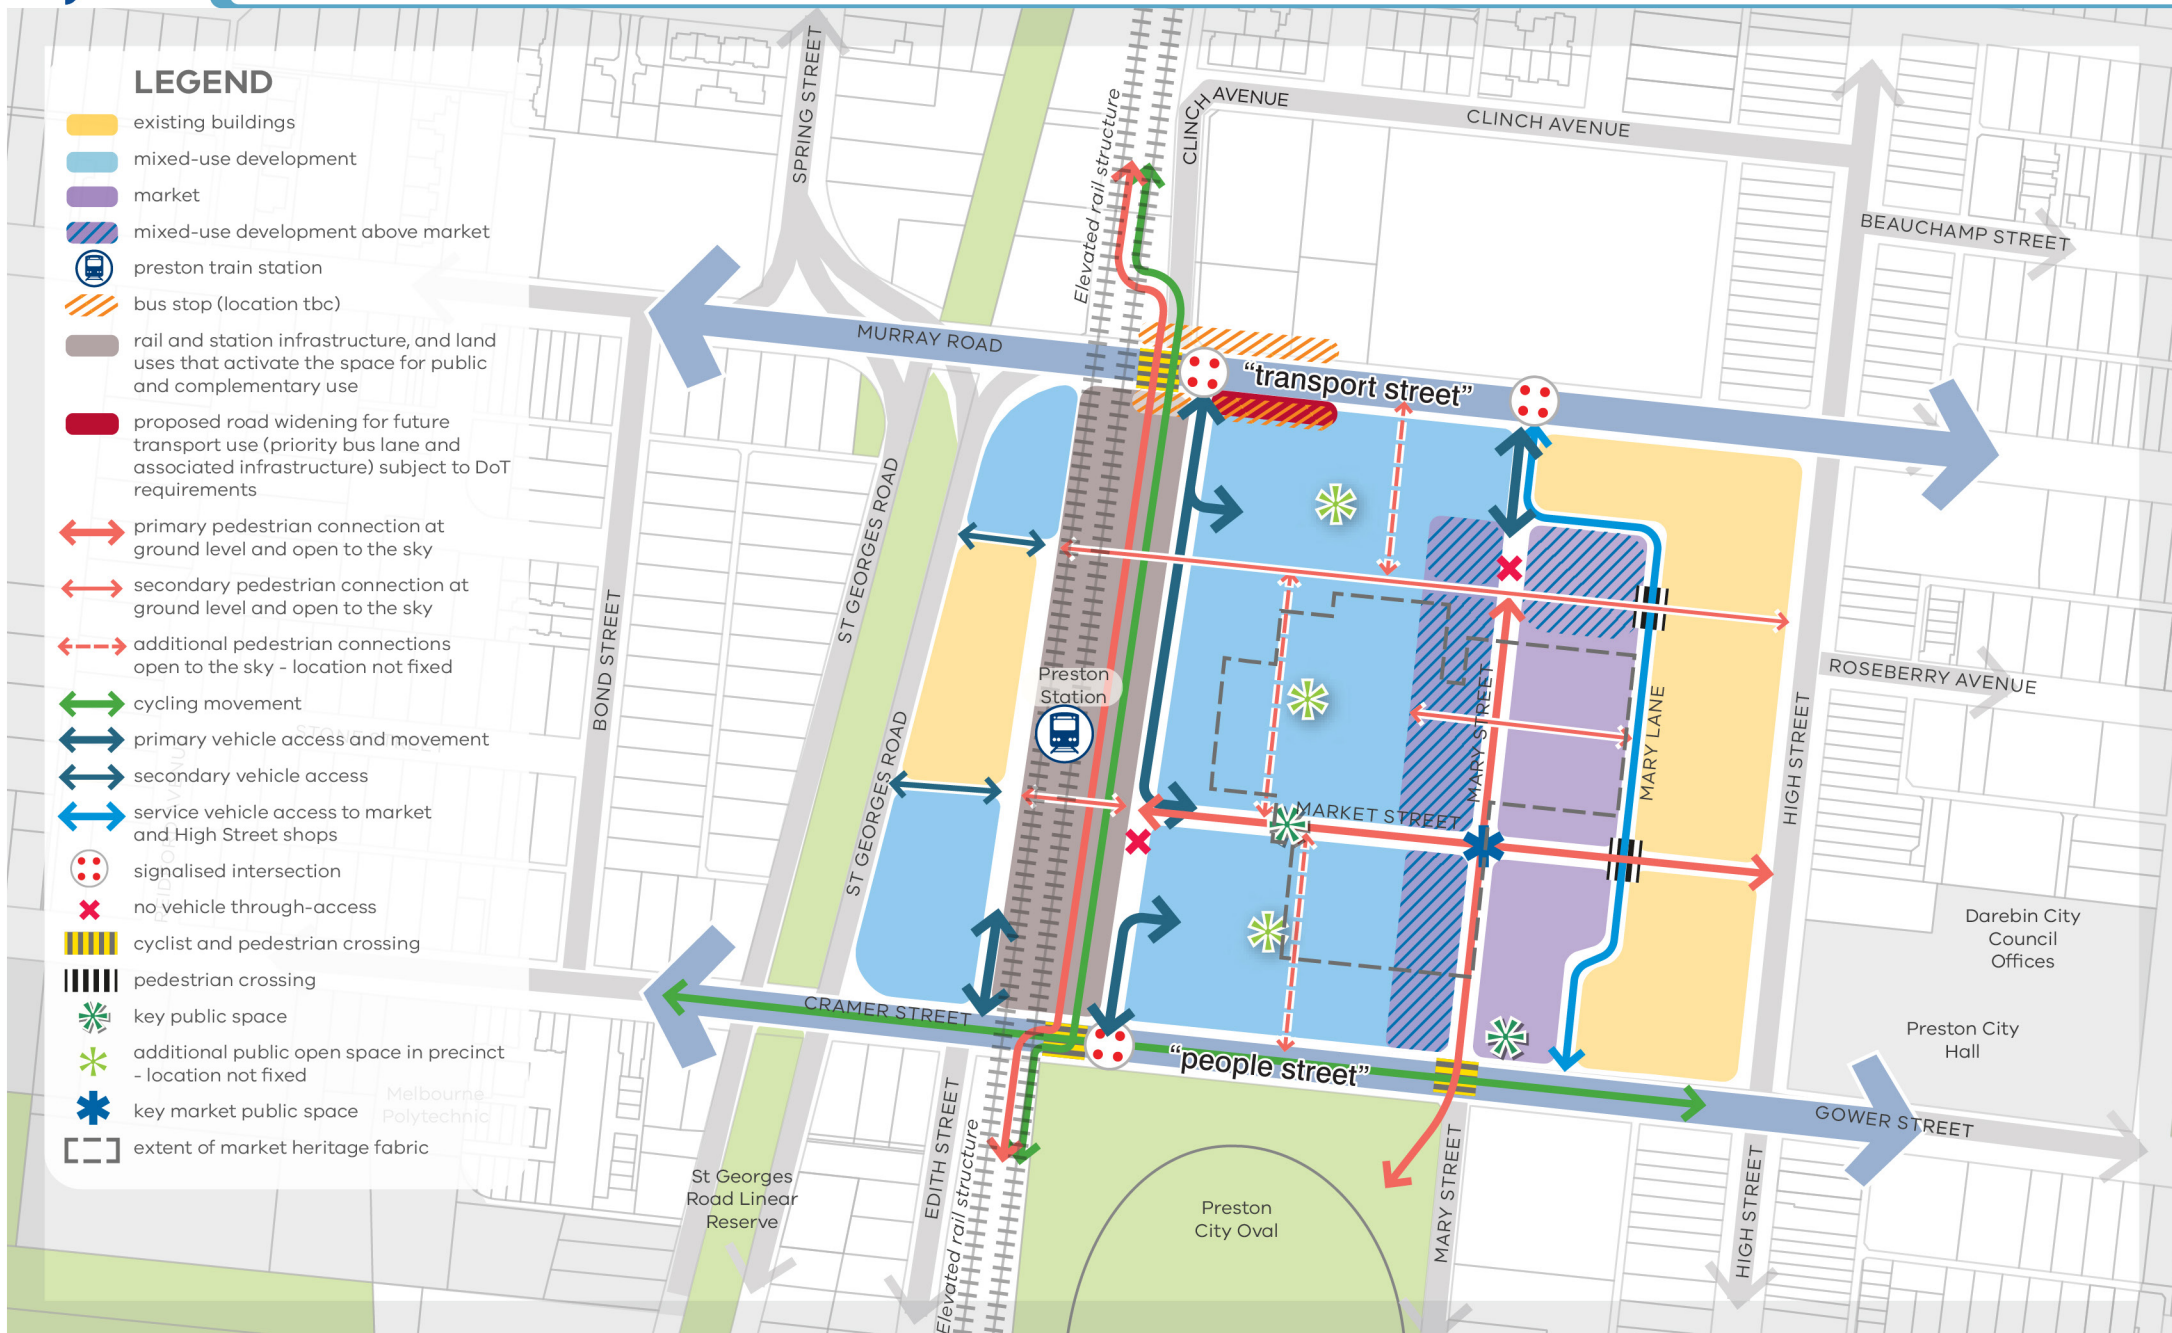 LEGEND
existing buildings
mixed-use development
market
mixed-use development above market
preston train station
bus stop (location tbc)
rail and station infrastructure, and land
uses that activate the space for public
and complementary use
proposed road widening for future
transport use (priority bus lane and
associated infrastructure) subject to DoT
requirements
primary pedestrian connection at
ground level and open to the sky
secondary pedestrian connection at
ground level and open to the sky
additional pedestrian connections
open to the sky - location not fixed
cycling movement
primary vehicle access and movement
secondary vehicle access
service vehicle access to market
and High Street shops
signalised intersection
no vehicle through-access
cyclist and pedestrian crossing
pedestrian crossing
key public space
additional public open space in precinct
- location not fixed
key market public space
extent of market heritage fabric
Melbourne
Polytechnic
SPRING STREET
Elevated rail structure
CLINCH AVENUE
CLINCH AVENUE
BEAUCHAMP STREET
MURRAY ROAD
"transport street"
ST GEORGES ROAD
BOND STREET
Preston
Station
ROSEBERRY AVENUE
MARY STREET
MARY LANE
HIGH STREET
ST GEORGES ROAD
MARKET STREET
Darebin City
Council
Offices
CRAMER STREET
Preston City
Hall
"people street"
GOWER STREET
EDITH STREET
Elevated rail structure
St Georges
Road Linear
Reserve
Preston
City Oval
MARY STREET
HIGH STREET